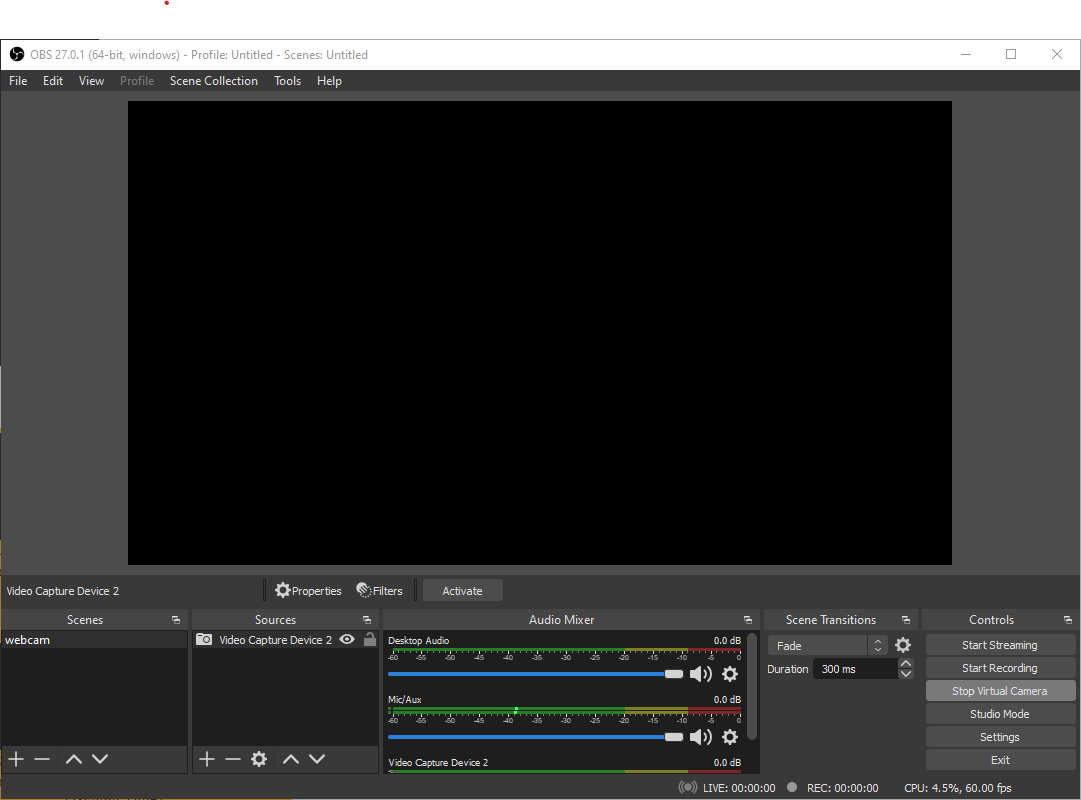 OBS 27.0.1 (64-bit, windows) - Profile: Untitled - Scenes: Untitled
File Edit View Profile Scene Collection Tools Help
Video Capture Device 2 Properties Filters Activate
Scenes Sources Audio Mixer Scene Transitions Controls
webcam
Video Capture Device 2
Desktop Audio 0.0 dB
-60 -55 -50 -45 -40 -35 -30 -25 -20 -15 -10 -5 0
Mic/Aux 0.0 dB
-60 -55 -50 -45 -40 -35 -30 -25 -20 -15 -10 -5 0
Video Capture Device 2 0.0 dB
Fade
Duration 300 ms
Start Streaming
Start Recording
Stop Virtual Camera
Studio Mode
Settings
Exit
LIVE: 00:00:00 REC: 00:00:00 CPU: 4.5%, 60.00 fps